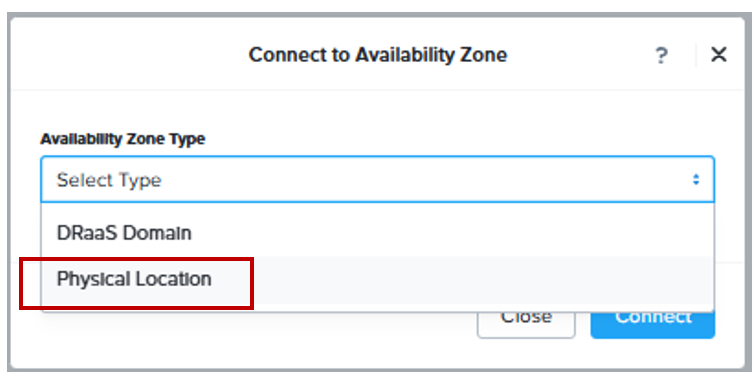 Connect to Availability Zone ? ×
Availability Zone Type
Select Type
DRaaS Domain
Physical Location
Close Connect